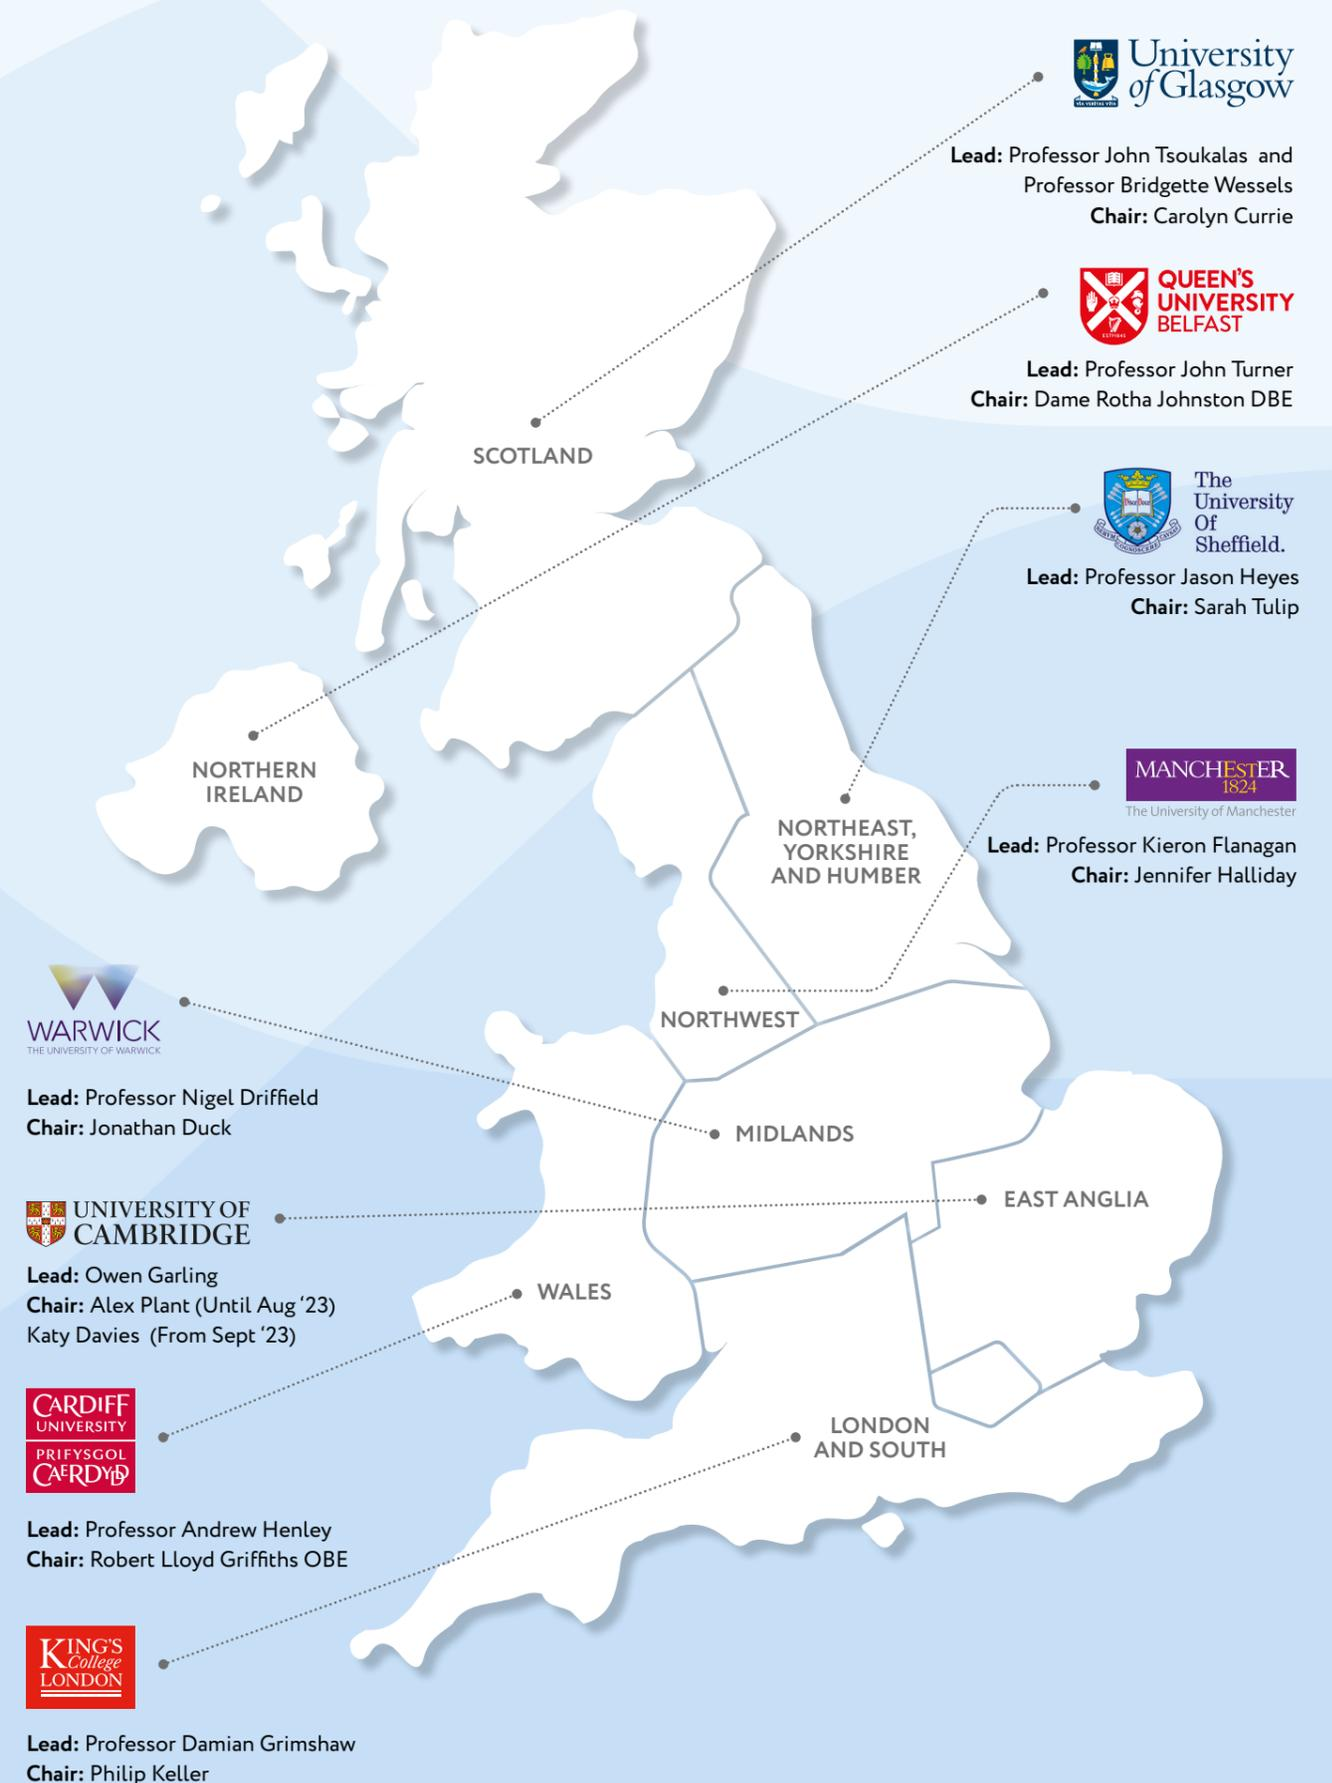 University
of Glasgow
Lead: Professor John Tsoukalas and
Professor Bridgette Wessels
Chair: Carolyn Currie
QUEEN'S
UNIVERSITY
BELFAST
Lead: Professor John Turner
Chair: Dame Rotha Johnston DBE
SCOTLAND
The
University
Of
Sheffield.
Lead: Professor Jason Heyes
Chair: Sarah Tulip
NORTHERN
IRELAND
MANCHESTER
1824
The University of Manchester
Lead: Professor Kieron Flanagan
Chair: Jennifer Halliday
NORTHEAST,
YORKSHIRE
AND HUMBER
NORTHWEST
WARWICK
THE UNIVERSITY OF WARWICK
Lead: Professor Nigel Driffield
Chair: Jonathan Duck
MIDLANDS
EAST ANGLIA
UNIVERSITY OF
CAMBRIDGE
Lead: Owen Garling
Chair: Alex Plant (Until Aug ‘23)
Katy Davies (From Sept ‘23)
WALES
CARDIFF
UNIVERSITY
PRIFYSGOL
CAERDYDD
Lead: Professor Andrew Henley
Chair: Robert Lloyd Griffiths OBE
LONDON
AND SOUTH
KING'S
College
LONDON
Lead: Professor Damian Grimshaw
Chair: Philip Keller